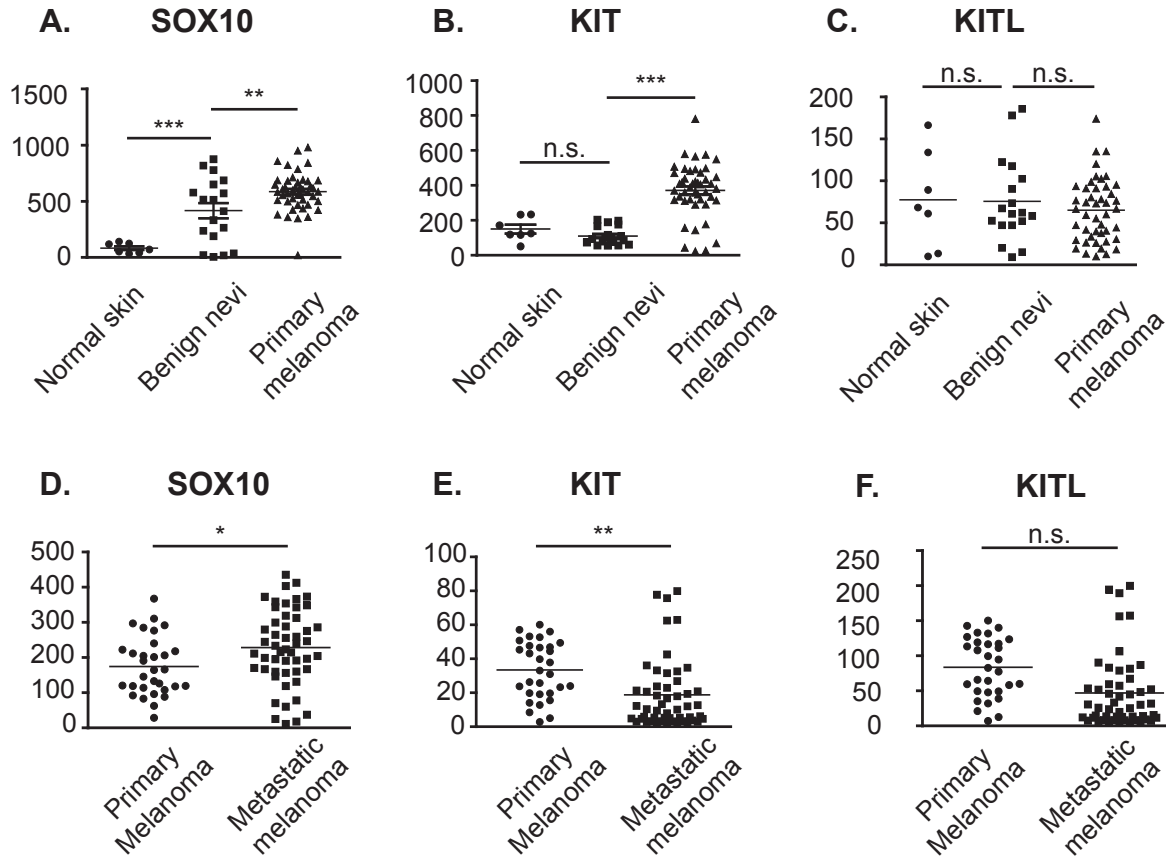 A. SOX10
1500
1000
500
0
***
**
Normal skin
Benign nevi
Primary
melanoma
B. KIT
1000
800
600
400
200
0
n.s.
***
Normal skin
Benign nevi
Primary
melanoma
C. KITL
200
150
100
50
0
n.s.
n.s.
Normal skin
Benign nevi
Primary
melanoma
D. SOX10
500
400
300
200
100
0
*
Primary
Melanoma
Metastatic
melanoma
E. KIT
100
80
60
40
20
0
**
Primary
Melanoma
Metastatic
melanoma
F. KITL
250
200
150
100
50
0
n.s.
Primary
Melanoma
Metastatic
melanoma